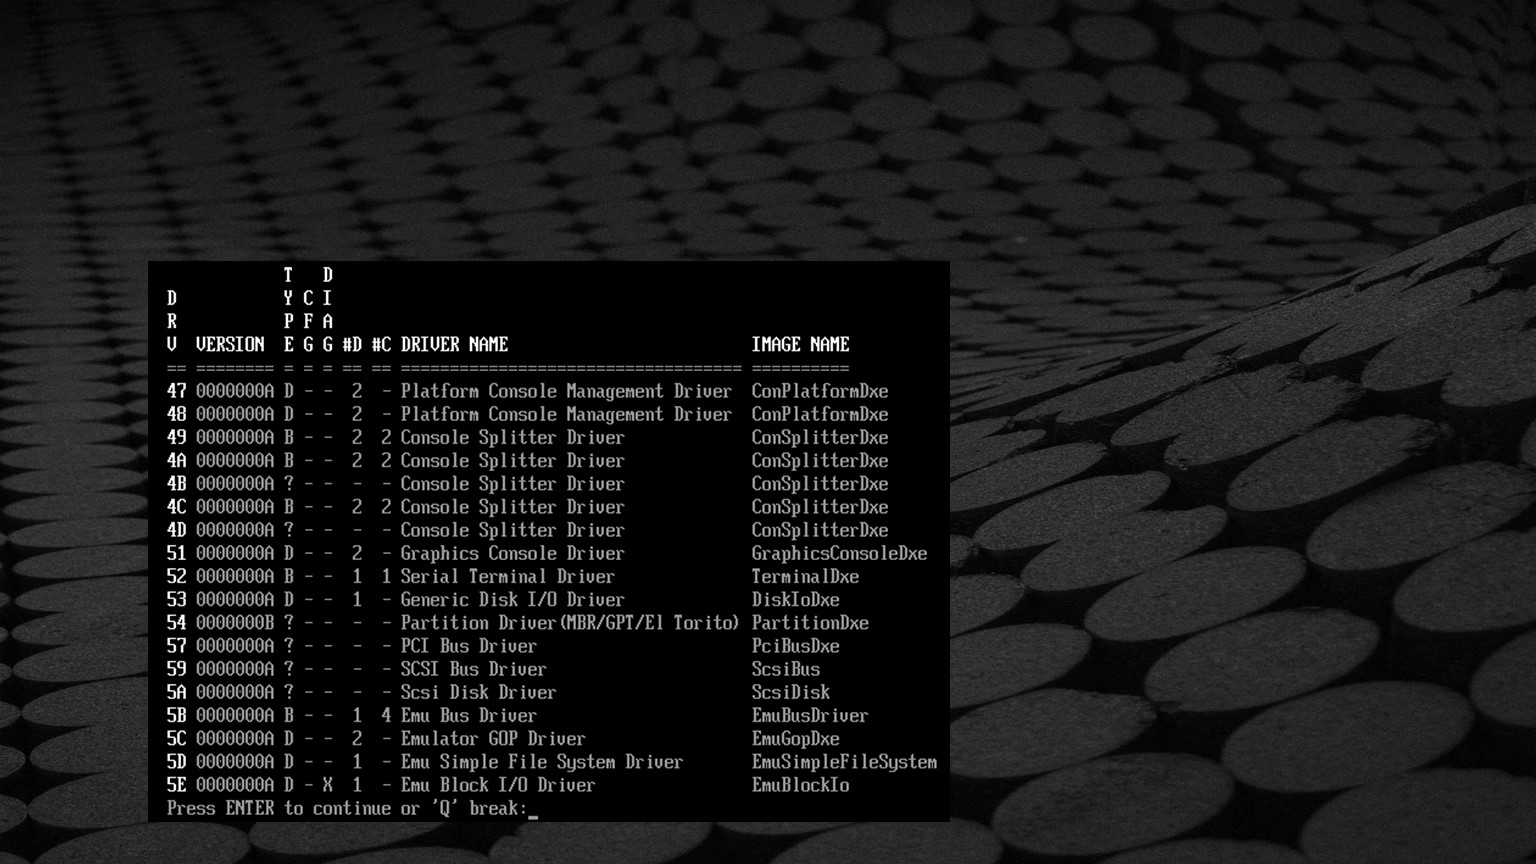 T   D
D           Y C I
R           P F A
V  VERSION  E G G #D #C DRIVER NAME                         IMAGE NAME
== ======== = = = == == =================================== ==========
47 0000000A D - -  2  - Platform Console Management Driver  ConPlatformDxe
48 0000000A D - -  2  - Platform Console Management Driver  ConPlatformDxe
49 0000000A B - -  2  2 Console Splitter Driver             ConSplitterDxe
4A 0000000A B - -  2  2 Console Splitter Driver             ConSplitterDxe
4B 0000000A ? - -  -  - Console Splitter Driver             ConSplitterDxe
4C 0000000A B - -  2  2 Console Splitter Driver             ConSplitterDxe
4D 0000000A ? - -  -  - Console Splitter Driver             ConSplitterDxe
51 0000000A D - -  2  - Graphics Console Driver             GraphicsConsoleDxe
52 0000000A B - -  1  1 Serial Terminal Driver              TerminalDxe
53 0000000A D - -  1  - Generic Disk I/O Driver             DiskIoDxe
54 0000000B ? - -  -  - Partition Driver(MBR/GPT/El Torito) PartitionDxe
57 0000000A ? - -  -  - PCI Bus Driver                      PciBusDxe
59 0000000A ? - -  -  - SCSI Bus Driver                     ScsiBus
5A 0000000A ? - -  -  - Scsi Disk Driver                    ScsiDisk
5B 0000000A B - -  1  4 Emu Bus Driver                      EmuBusDriver
5C 0000000A D - -  2  - Emulator GOP Driver                 EmuGopDxe
5D 0000000A D - -  1  - Emu Simple File System Driver       EmuSimpleFileSystem
5E 0000000A D - X  1  - Emu Block I/O Driver                EmuBlockIo
Press ENTER to continue or 'Q' break:_